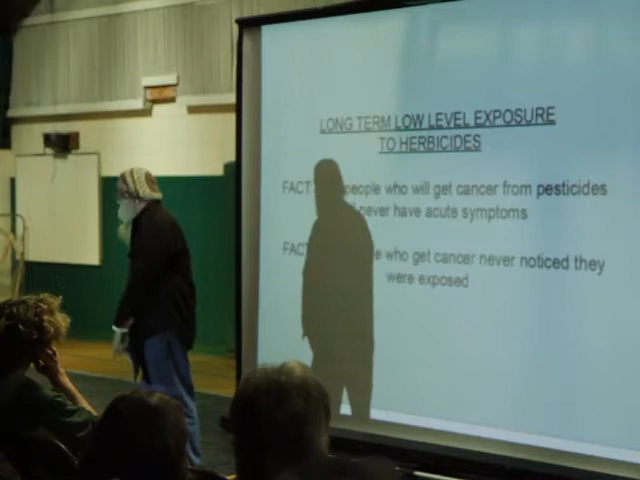 LONG TERM LOW LEVEL EXPOSURE
TO HERBICIDES
FACT people who will get cancer from pesticides
never have acute symptoms
FAC who get cancer never noticed they
were exposed